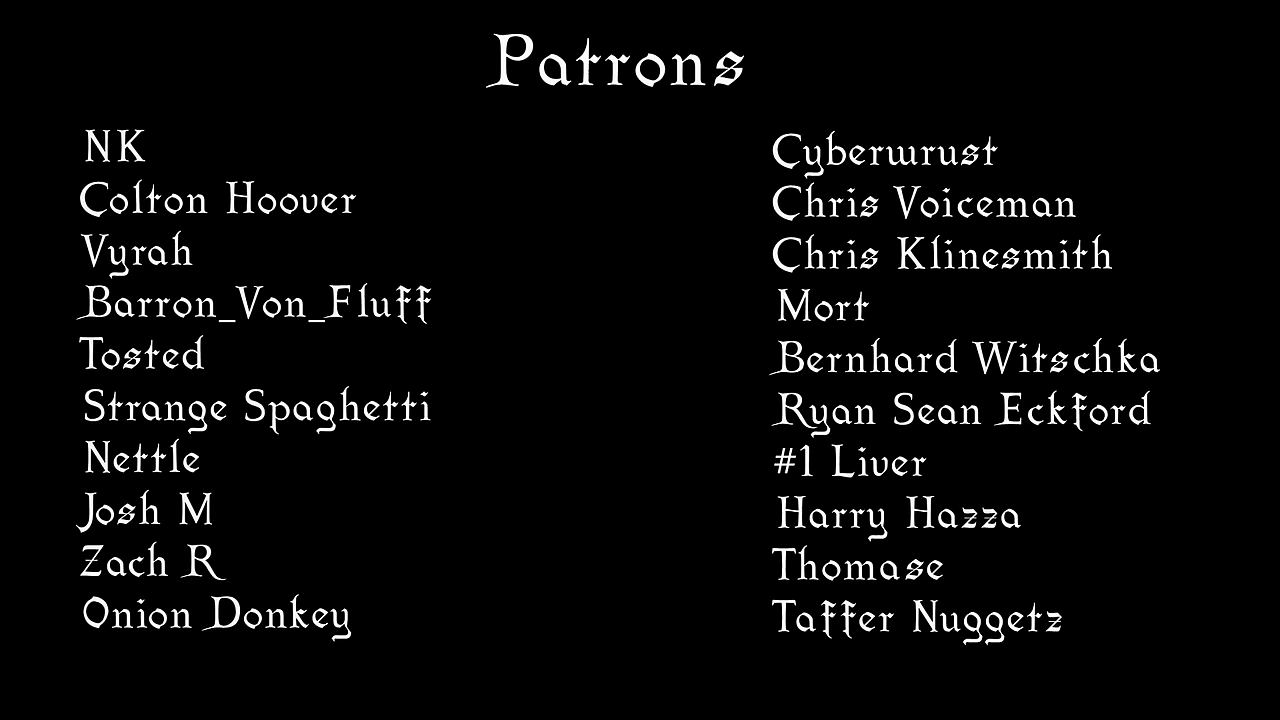 Patrons
NK
Colton Hoover
Vyrah
Barron_Von_Fluff
Tosted
Strange Spaghetti
Nettle
Josh M
Zach R
Onion Donkey
Cyberwrust
Chris Voiceman
Chris Klinesmith
Mort
Bernhard Witschka
Ryan Sean Eckford
#1 Liver
Harry Hazza
Thomase
Taffer Nuggetz